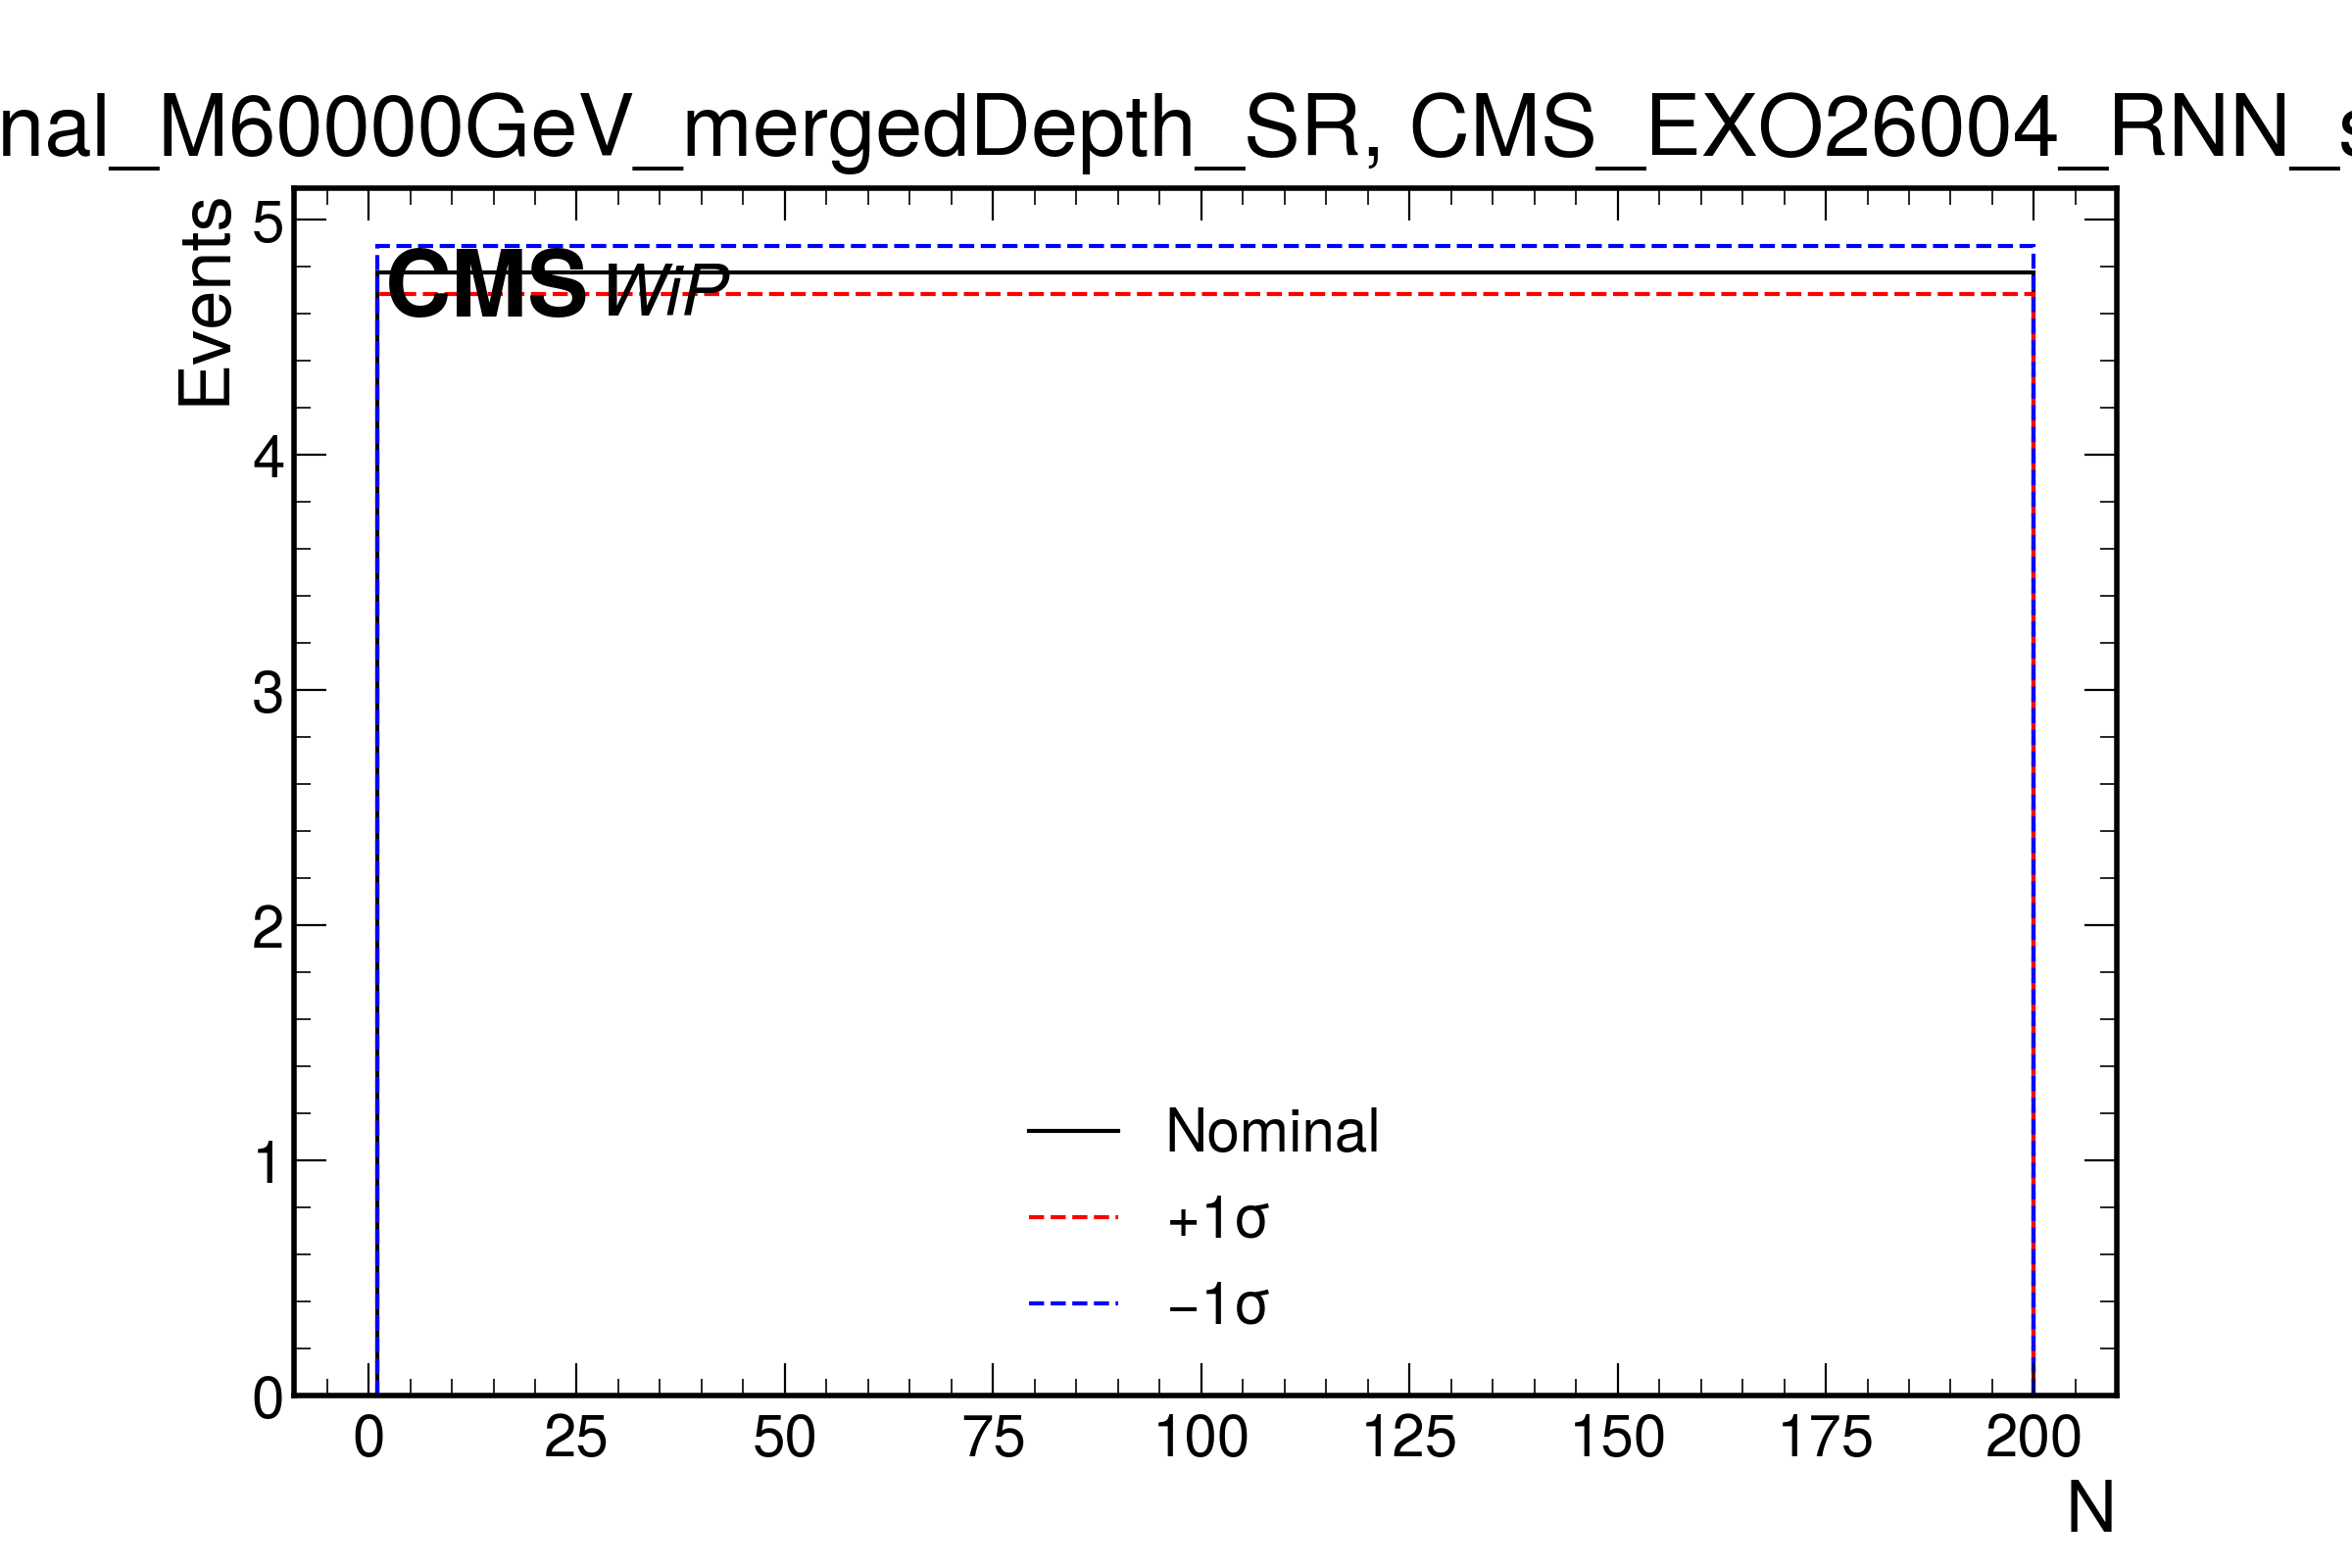 nal_M60000GeV_mergedDepth_SR, CMS_EXO26004_RNN_
Events
CMS WiP
5
4
3
2
1
0
Nominal
+1σ
−1σ
0 25 50 75 100 125 150 175 200
N